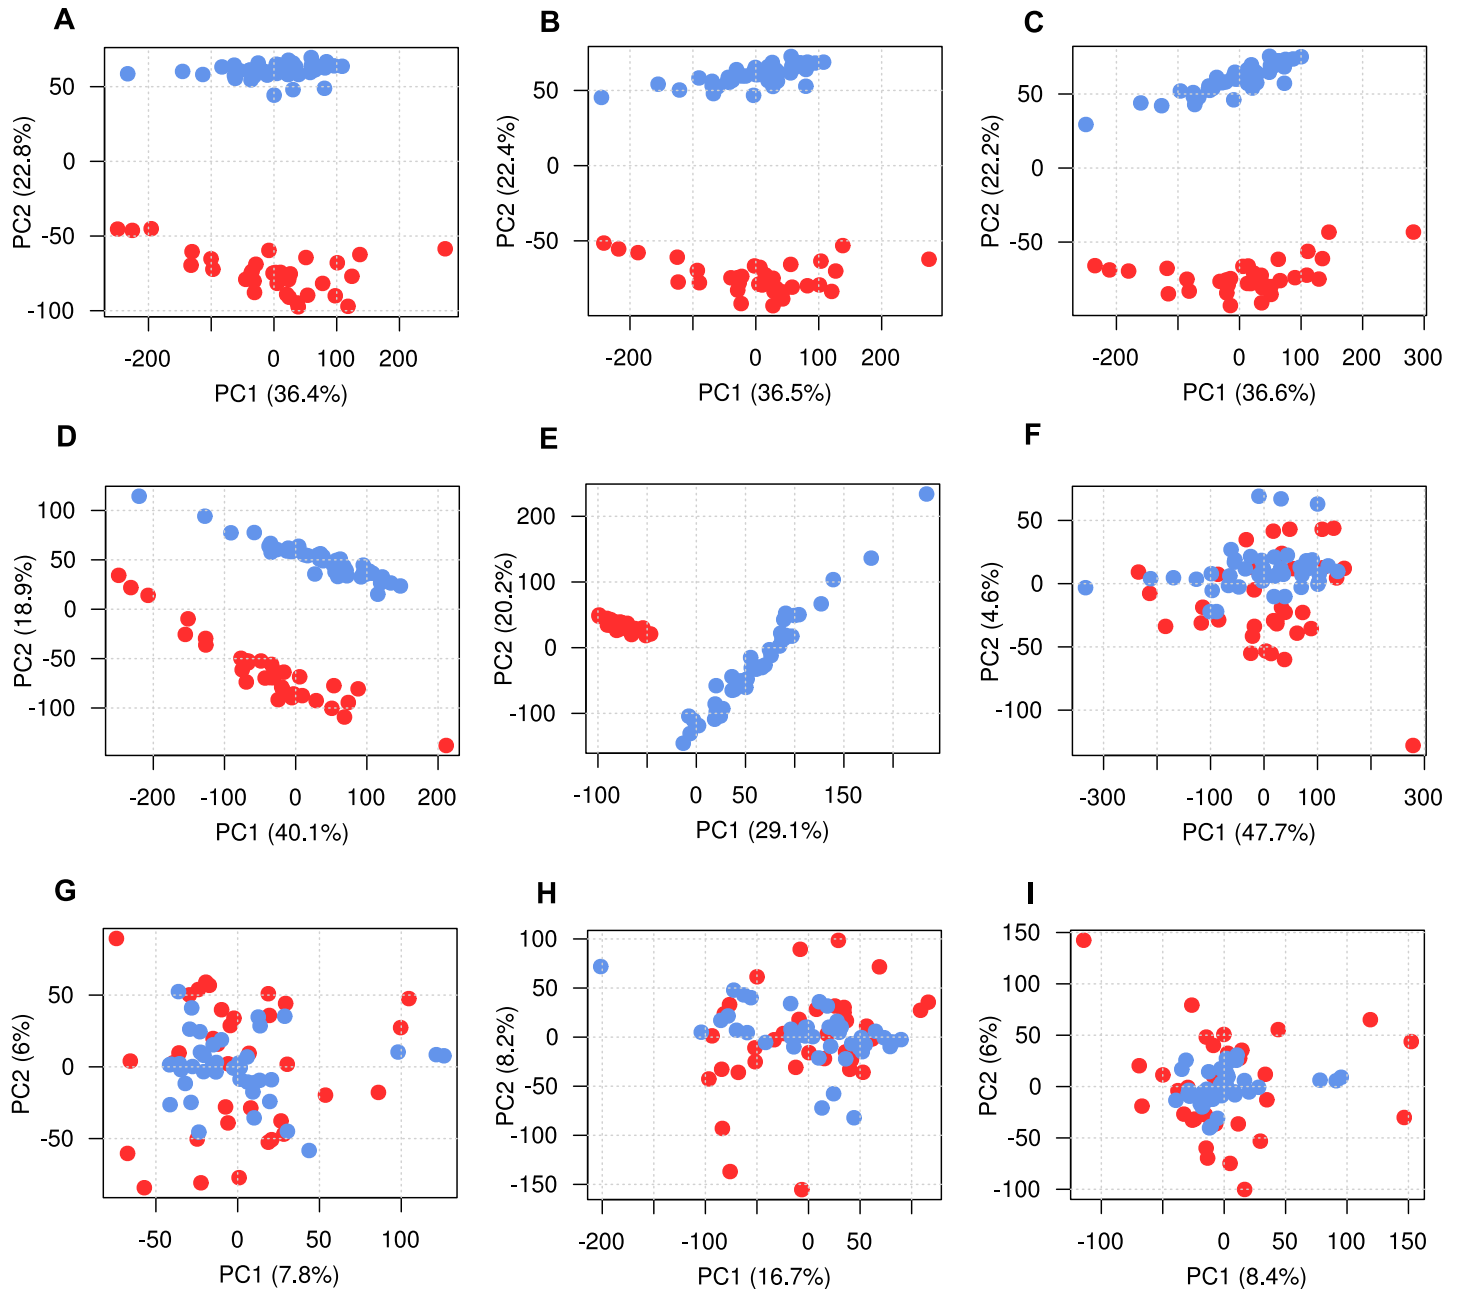 A
50
0
-50
-100
PC2 (22.8%)
-200 0 100 200
PC1 (36.4%)
B
50
0
-50
PC2 (22.4%)
-200 0 100 200
PC1 (36.5%)
C
50
0
-50
PC2 (22.2%)
-200 0 100 200 300
PC1 (36.6%)
D
100
50
0
-50
-100
PC2 (18.9%)
-200 -100 0 100 200
PC1 (40.1%)
E
200
100
0
-100
PC2 (20.2%)
-100 0 50 150
PC1 (29.1%)
F
50
0
-100
PC2 (4.6%)
-300 -100 0 100 300
PC1 (47.7%)
G
50
0
-50
PC2 (6%)
-50 0 50 100
PC1 (7.8%)
H
100
50
0
-50
-100
-150
PC2 (8.2%)
-200 -100 0 50
PC1 (16.7%)
I
150
100
50
0
-50
-100
PC2 (6%)
-100 0 50 100 150
PC1 (8.4%)